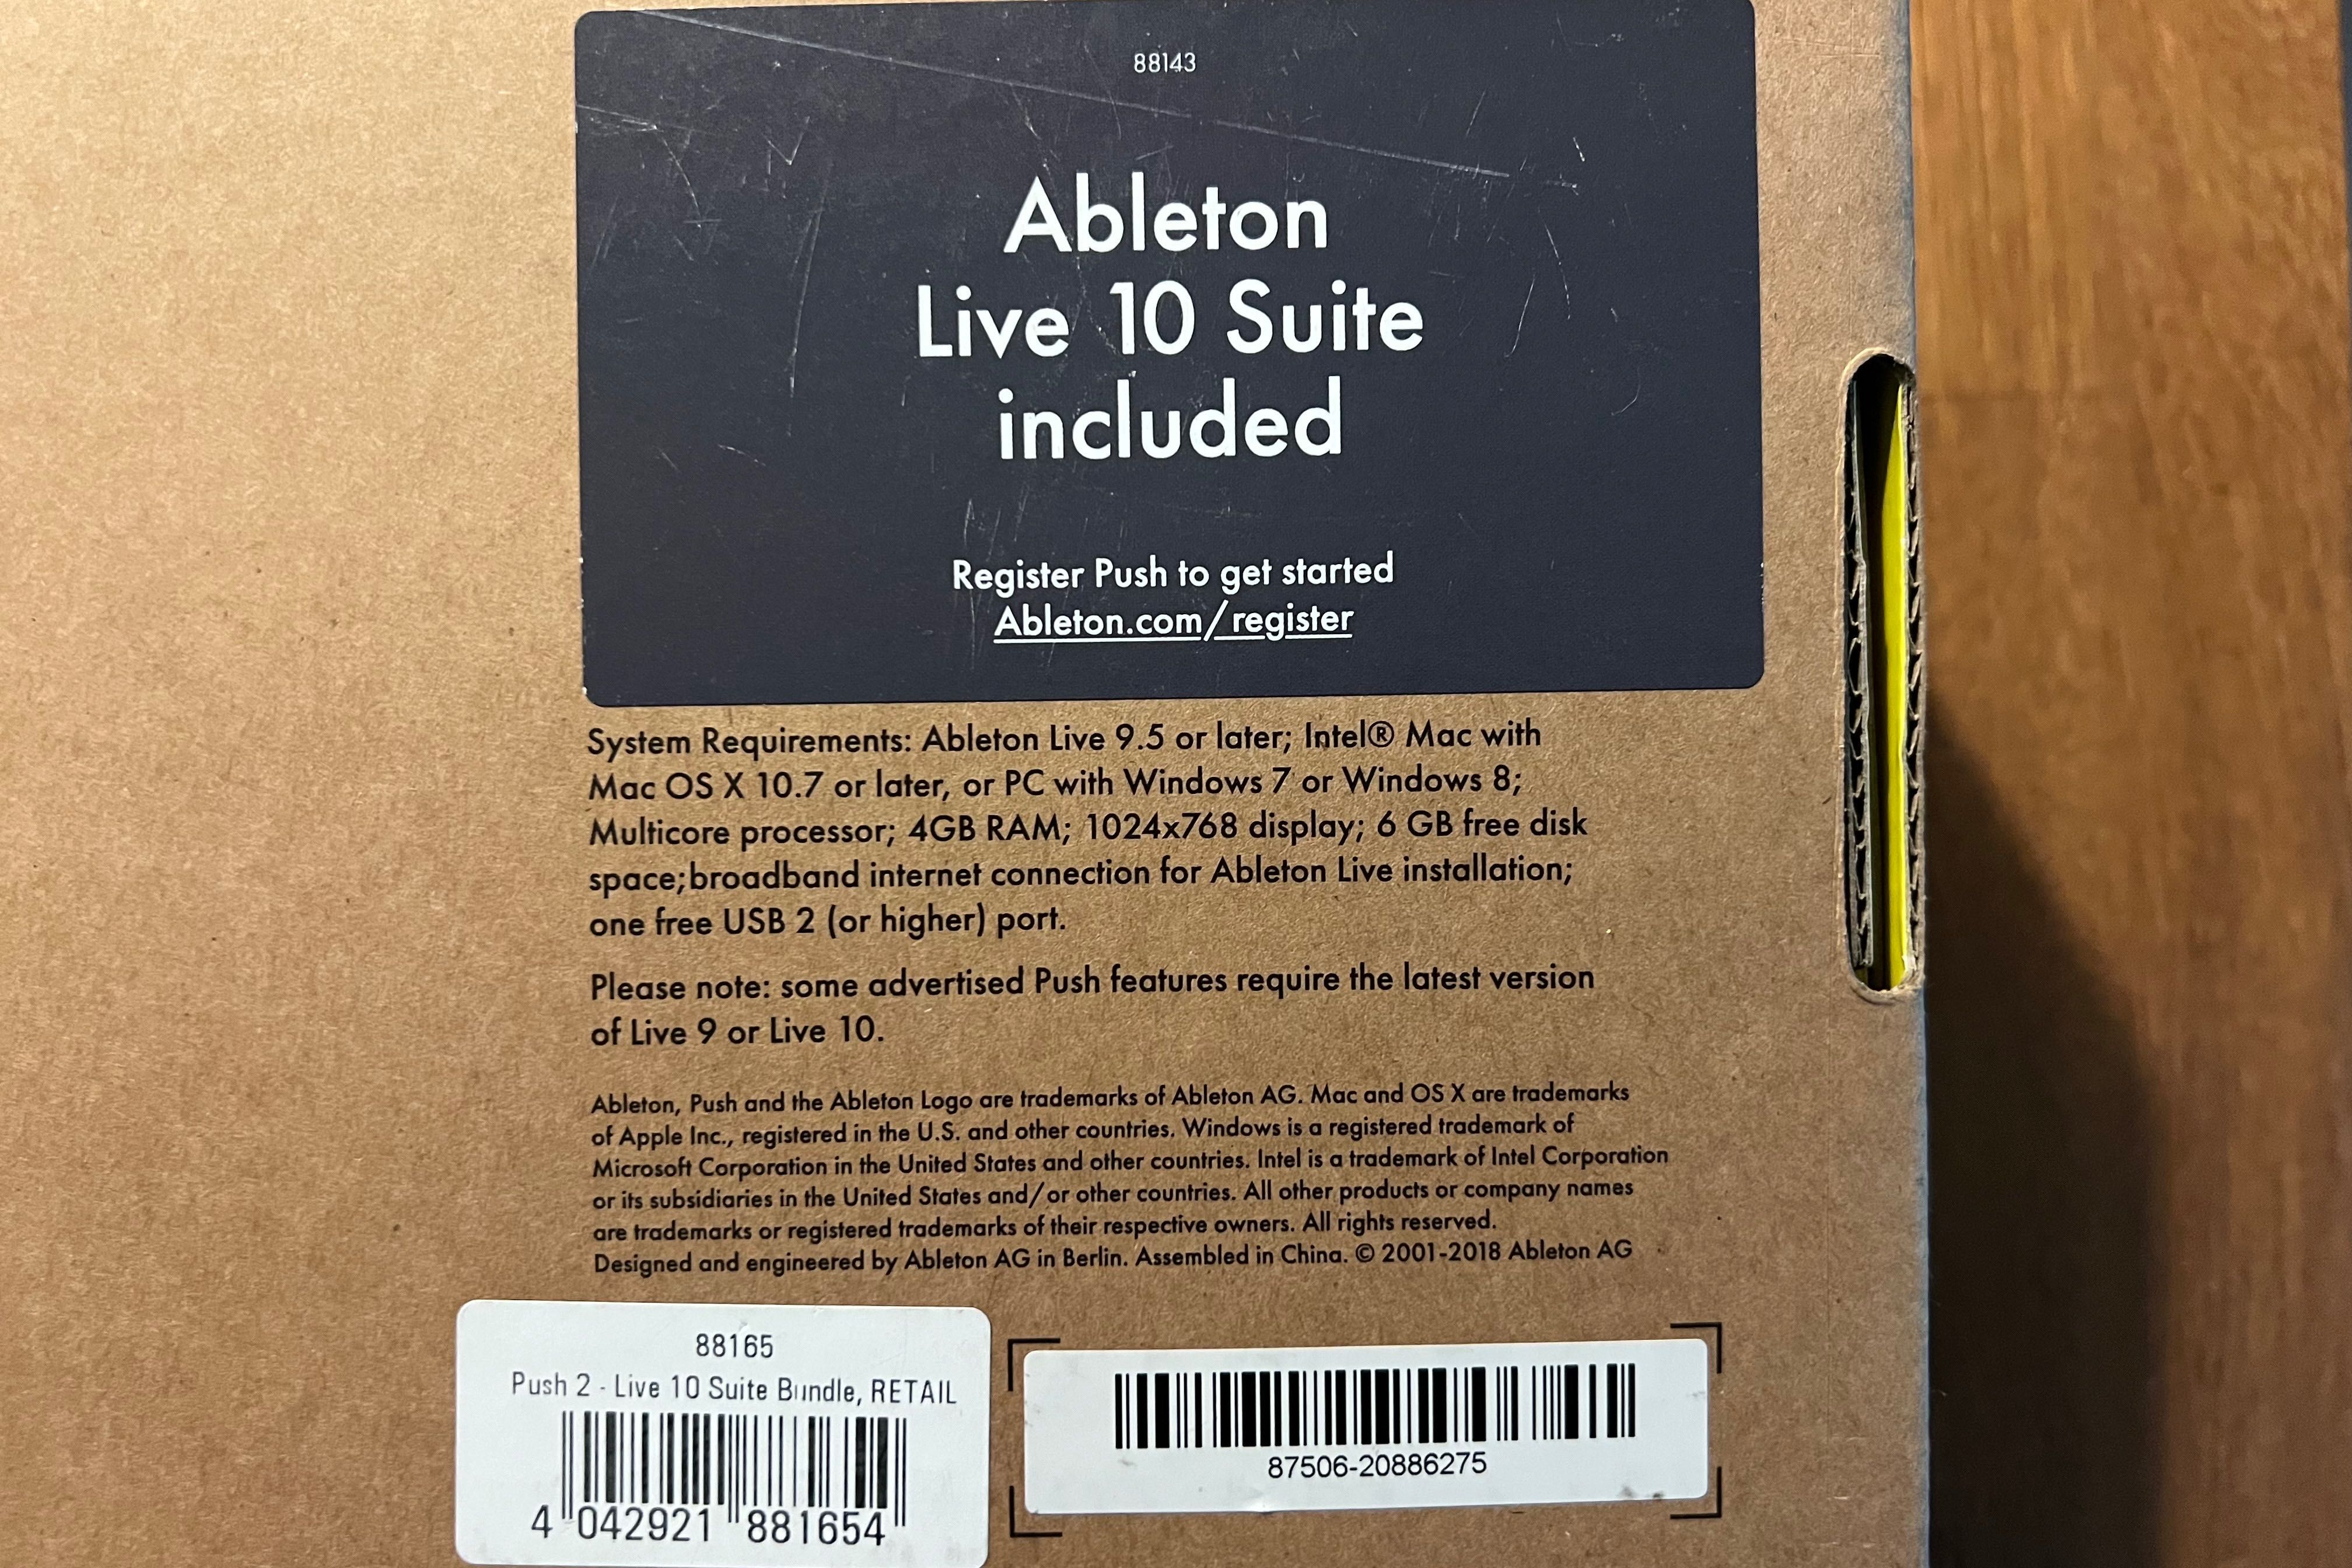 88143
Ableton
Live 10 Suite
included
Register Push to get started
Ableton.com/register
System Requirements: Ableton Live 9.5 or later; Intel® Mac with
Mac OS X 10.7 or later, or PC with Windows 7 or Windows 8;
Multicore processor; 4GB RAM; 1024x768 display; 6 GB free disk
space;broadband internet connection for Ableton Live installation;
one free USB 2 (or higher) port.
Please note: some advertised Push features require the latest version
of Live 9 or Live 10.
Ableton, Push and the Ableton Logo are trademarks of Ableton AG. Mac and OS X are trademarks
of Apple Inc., registered in the U.S. and other countries. Windows is a registered trademark of
Microsoft Corporation in the United States and other countries. Intel is a trademark of Intel Corporation
or its subsidiaries in the United States and/or other countries. All other products or company names
are trademarks or registered trademarks of their respective owners. All rights reserved.
Designed and engineered by Ableton AG in Berlin. Assembled in China. © 2001-2018 Ableton AG
88165
Push 2 - Live 10 Suite Bundle, RETAIL
4 042921 881654
87506-20886275